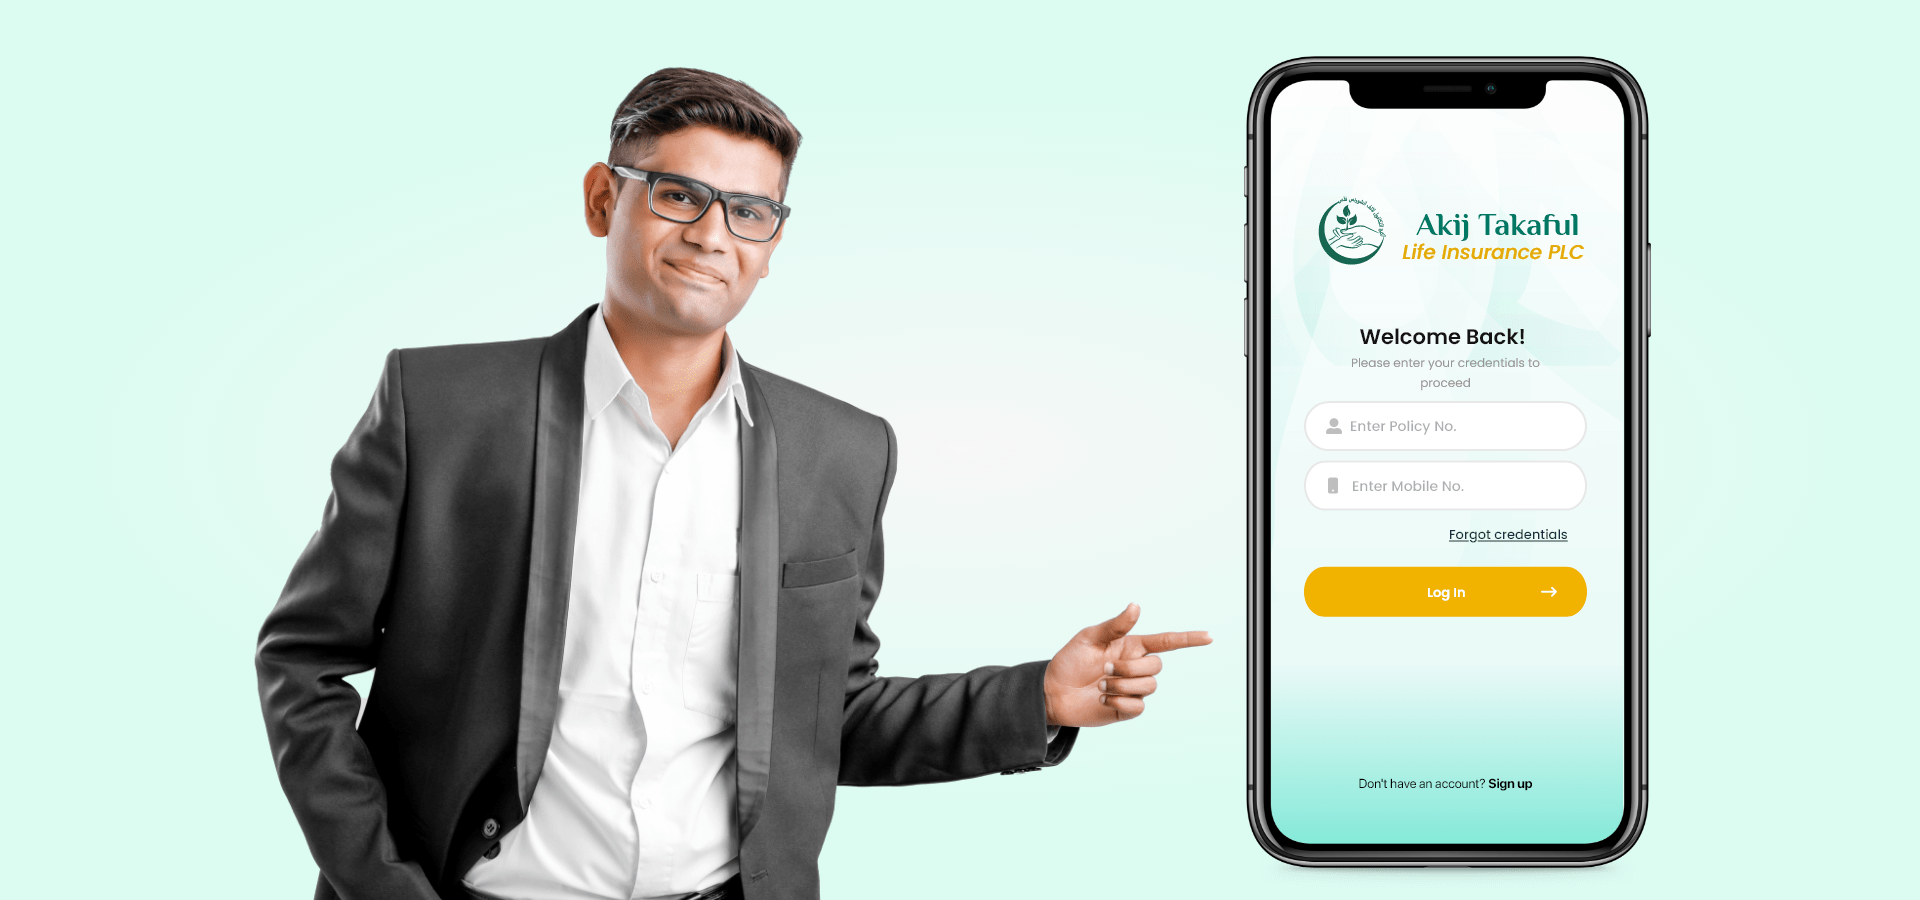 Akij Takaful
Life Insurance PLC
Welcome Back!
Please enter your credentials to
proceed
Enter Policy No.
Enter Mobile No.
Forgot credentials
Log In
Don't have an account? Sign up